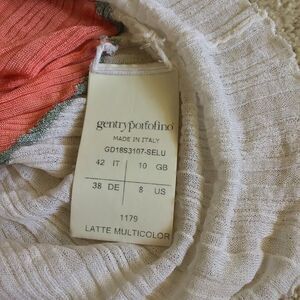 gentryportofino
MADE IN ITALY
GD18S3107-SELU
42 IT 10 GB
38 DE 8 US
1179
LATTE MULTICOLOR